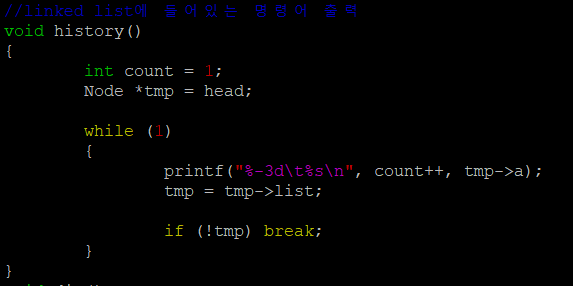 //linked list에 들어있는 명령어 출력
void history()
{
int count = 1;
Node *tmp = head;
while (1)
{
printf("%-3d\t%s\n", count++, tmp->a);
tmp = tmp->list;
if (!tmp) break;
}
}